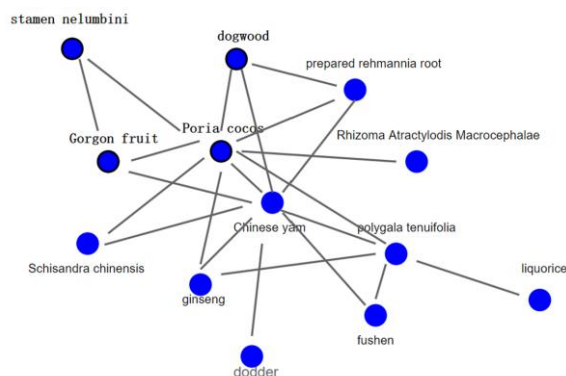 stamen nelumbini
dogwood
prepared rehmannia root
Poria cocos
Gorgon fruit
Rhizoma Atractylodis Macrocephalae
Chinese yam
polygala tenuifolia
Schisandra chinensis
liquorice
ginseng
fushen
dodder